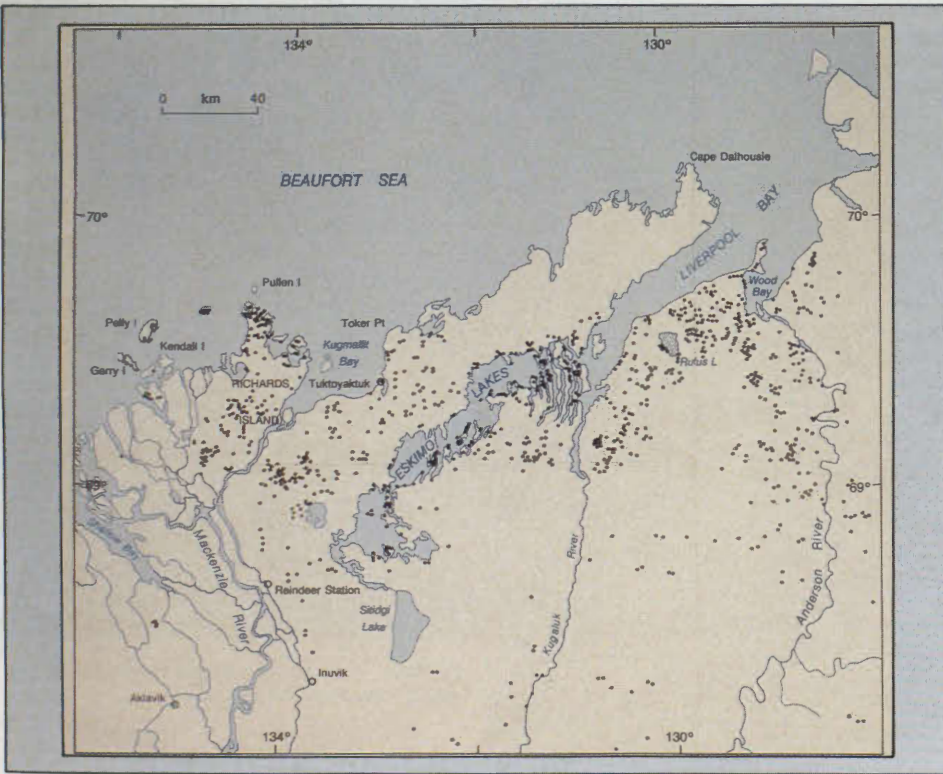 134°
130°
0 km 40
Cape Dalhousie
BEAUFORT SEA
BAY
70°
70°
LIVERPOOL
Pullen I
Wood
Bay
Pelly I
Toker Pt
Kendall I
Kugmallit
Bay
Garry I
Rufus L
RICHARDS
Tuktoyaktuk
LAKES
ISLAND
ESKIMO
69°
69°
River
Mackenzie
River
Anderson River
Reindeer Station
Sitidgi
Lake
Kugaluk
Inuvik
Aklavik
134°
130°